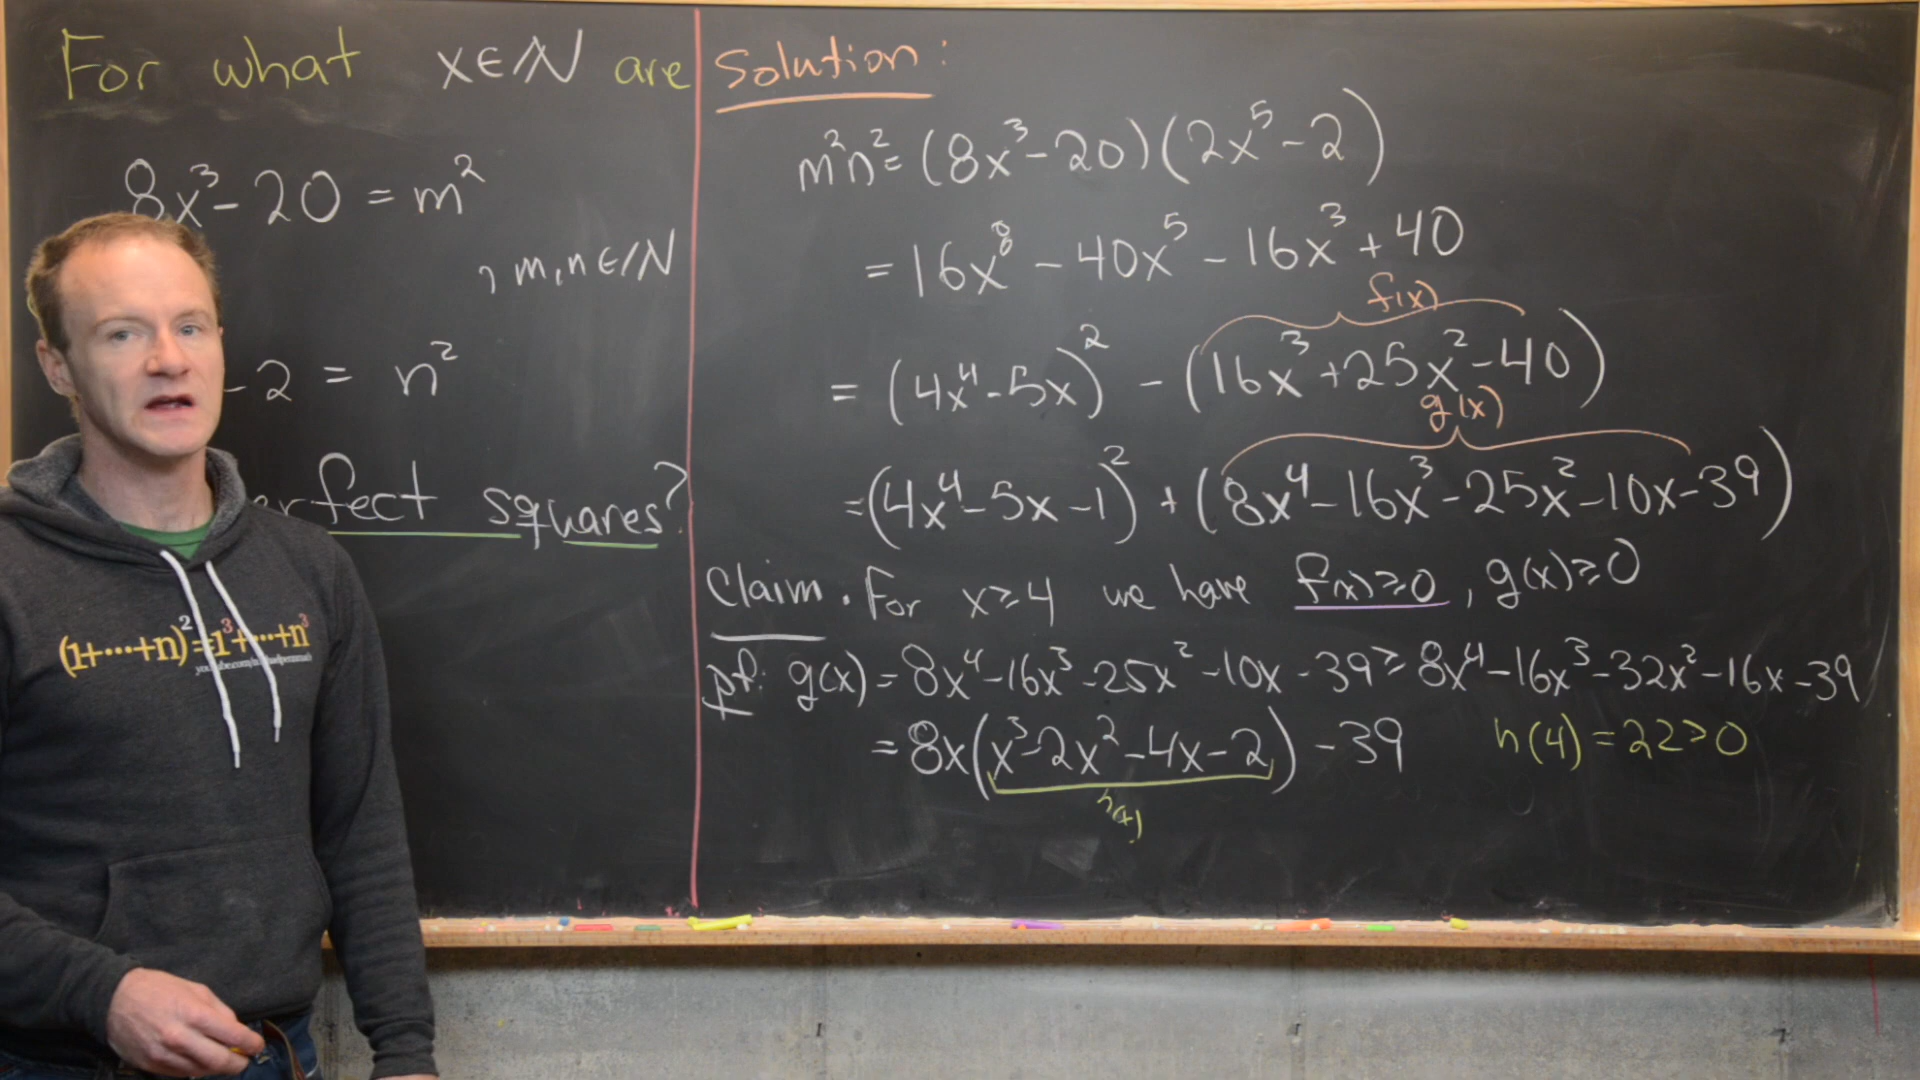 For what x∈ℕ are
8x³-20 = m²
, m,n∈ℕ
-2 = n²
erfect squares?
(1+⋯+n)²=1³+⋯+n³
Solution:
m²n² = (8x³-20)(2x⁵-2)
= 16x⁸ - 40x⁵ - 16x³ + 40
f(x)
= (4x⁴-5x)² - (16x³+25x²-40)
g(x)
= (4x⁴-5x-1)² + (8x⁴-16x³-25x²-10x-39)
Claim. For x≥4 we have f(x)≥0, g(x)≥0
pf: g(x) = 8x⁴-16x³-25x²-10x-39 ≥ 8x⁴-16x³-32x²-16x-39
= 8x(x³-2x²-4x-2) - 39 h(4) = 22>0
h(x)